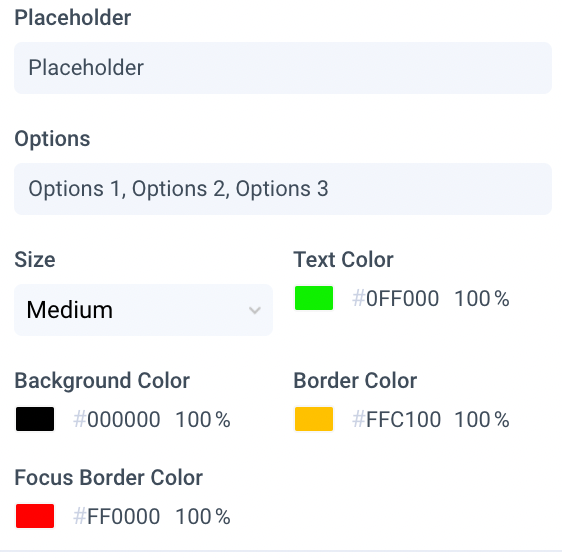 Placeholder
Placeholder
Options
Options 1, Options 2, Options 3
Size
Text Color
Medium
#0FF000 100%
Background Color
Border Color
#000000 100%
#FFC100 100%
Focus Border Color
#FF0000 100%